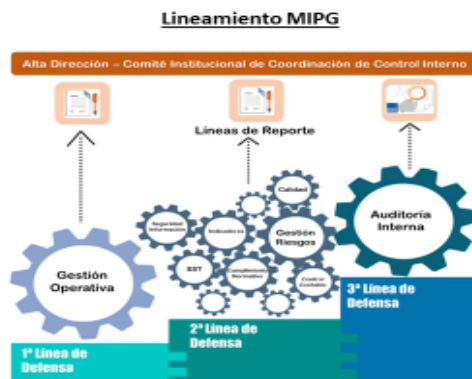 Lineamiento MIPG
Alta Dirección – Comité Institucional de Coordinación de Control Interno
Líneas de Reporte
Calidad
Seguridad
Información
Indicadores
Gestión
Riesgos
Auditoría
Interna
Gestión
Operativa
SST
Cumplimiento
Normativo
Control
Contable
1ª Línea de
Defensa
2ª Línea de
Defensa
3ª Línea de
Defensa